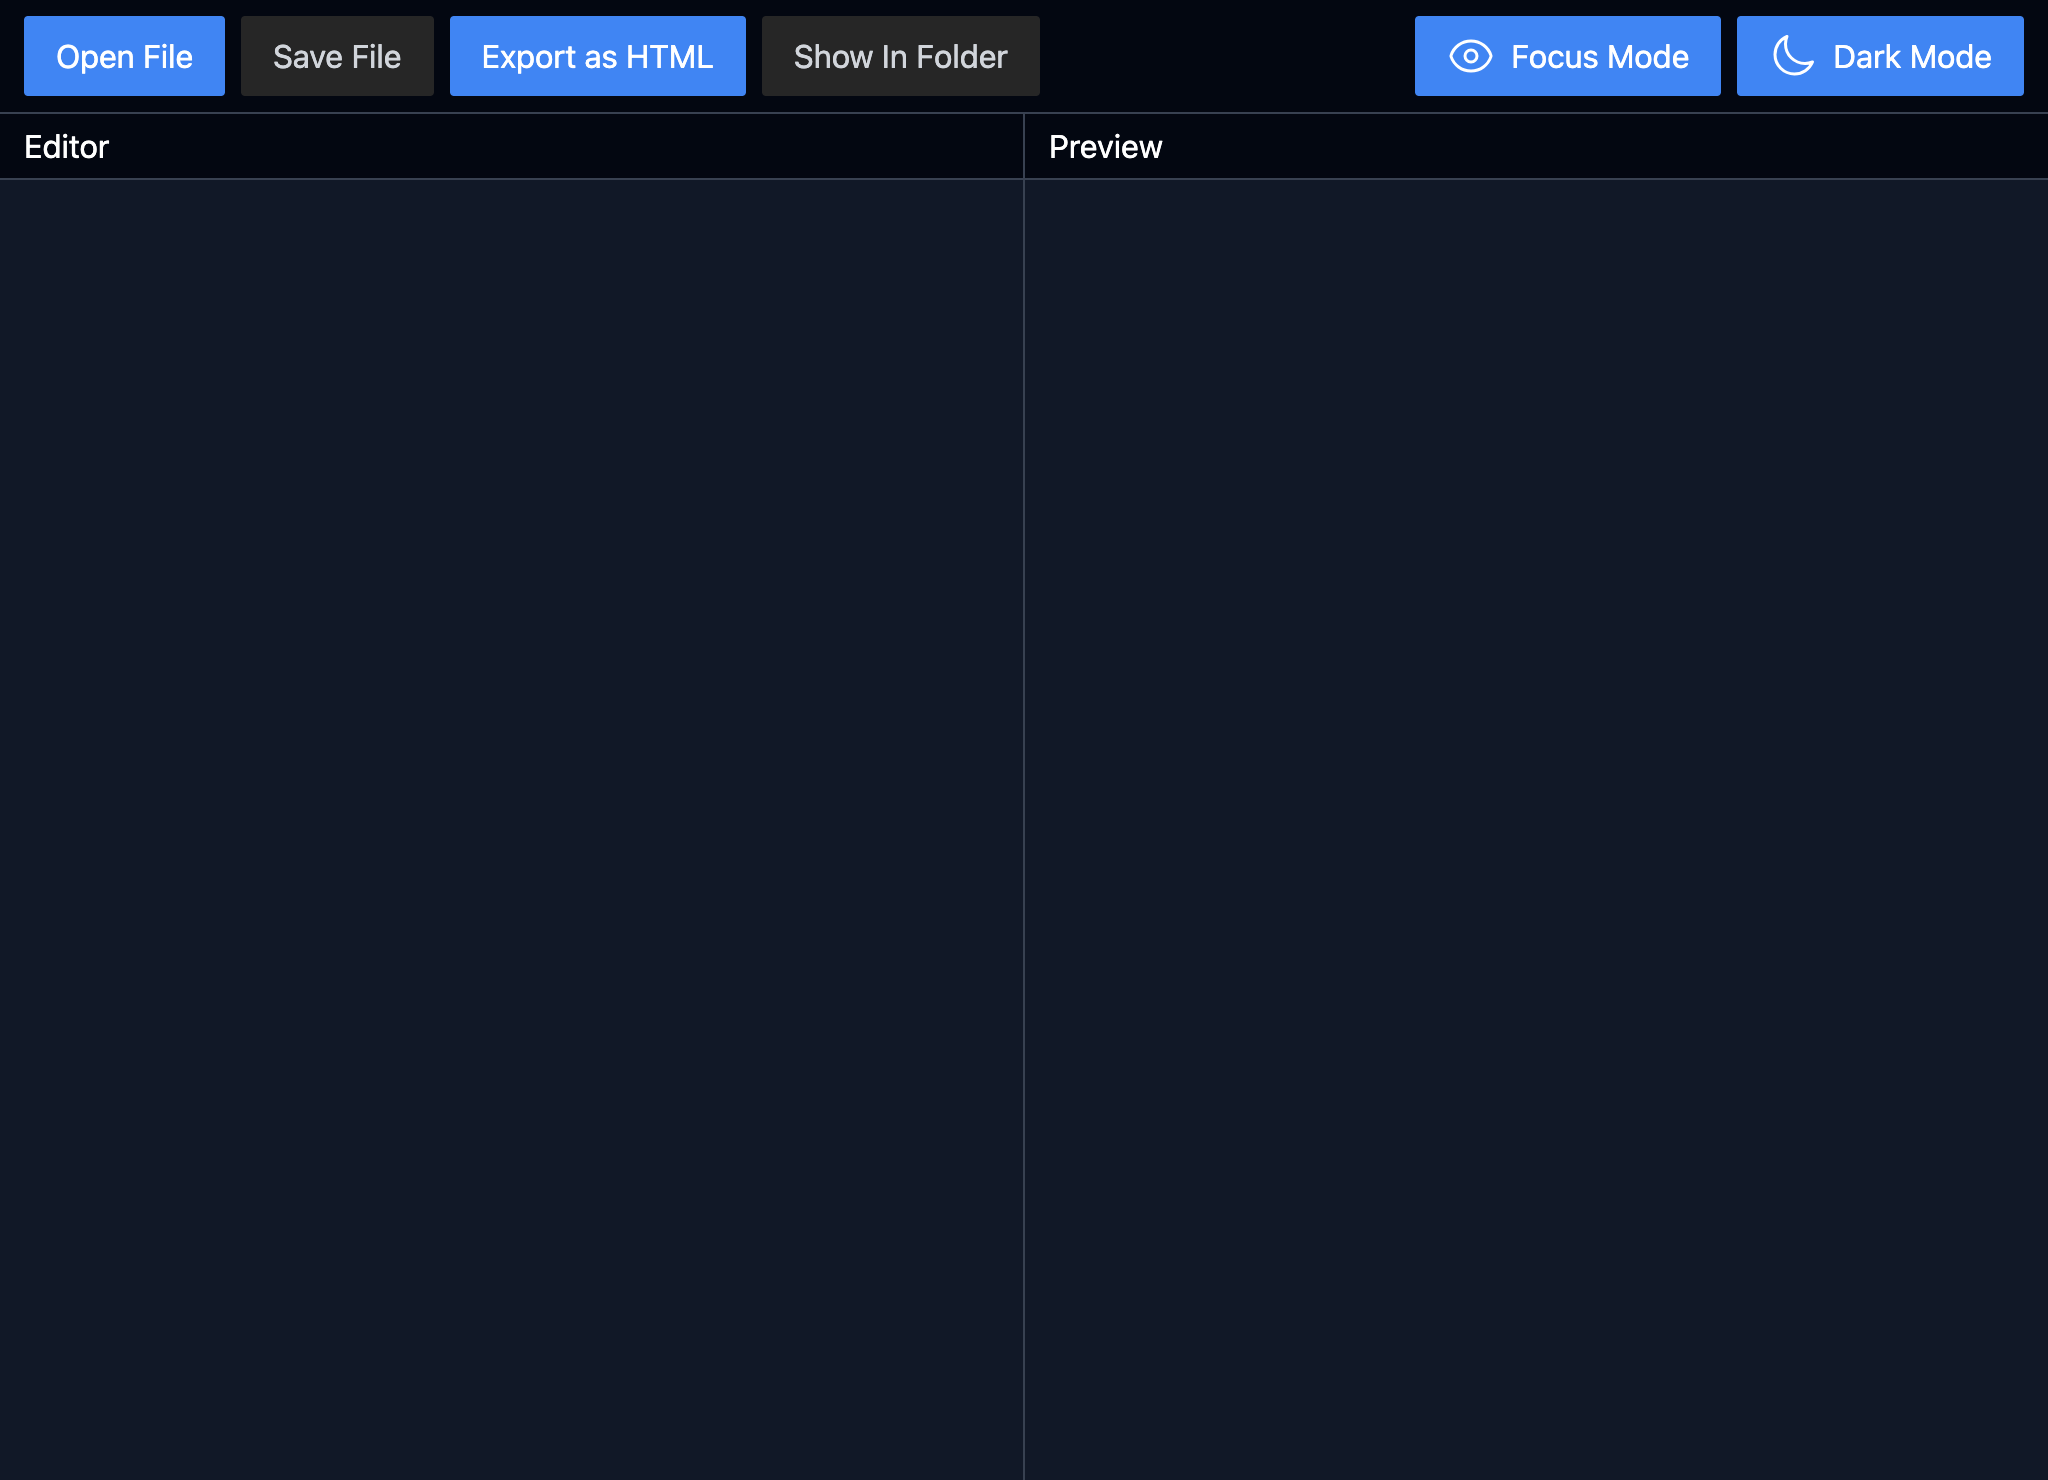 Open File Save File Export as HTML Show In Folder Focus Mode Dark Mode
Editor Preview